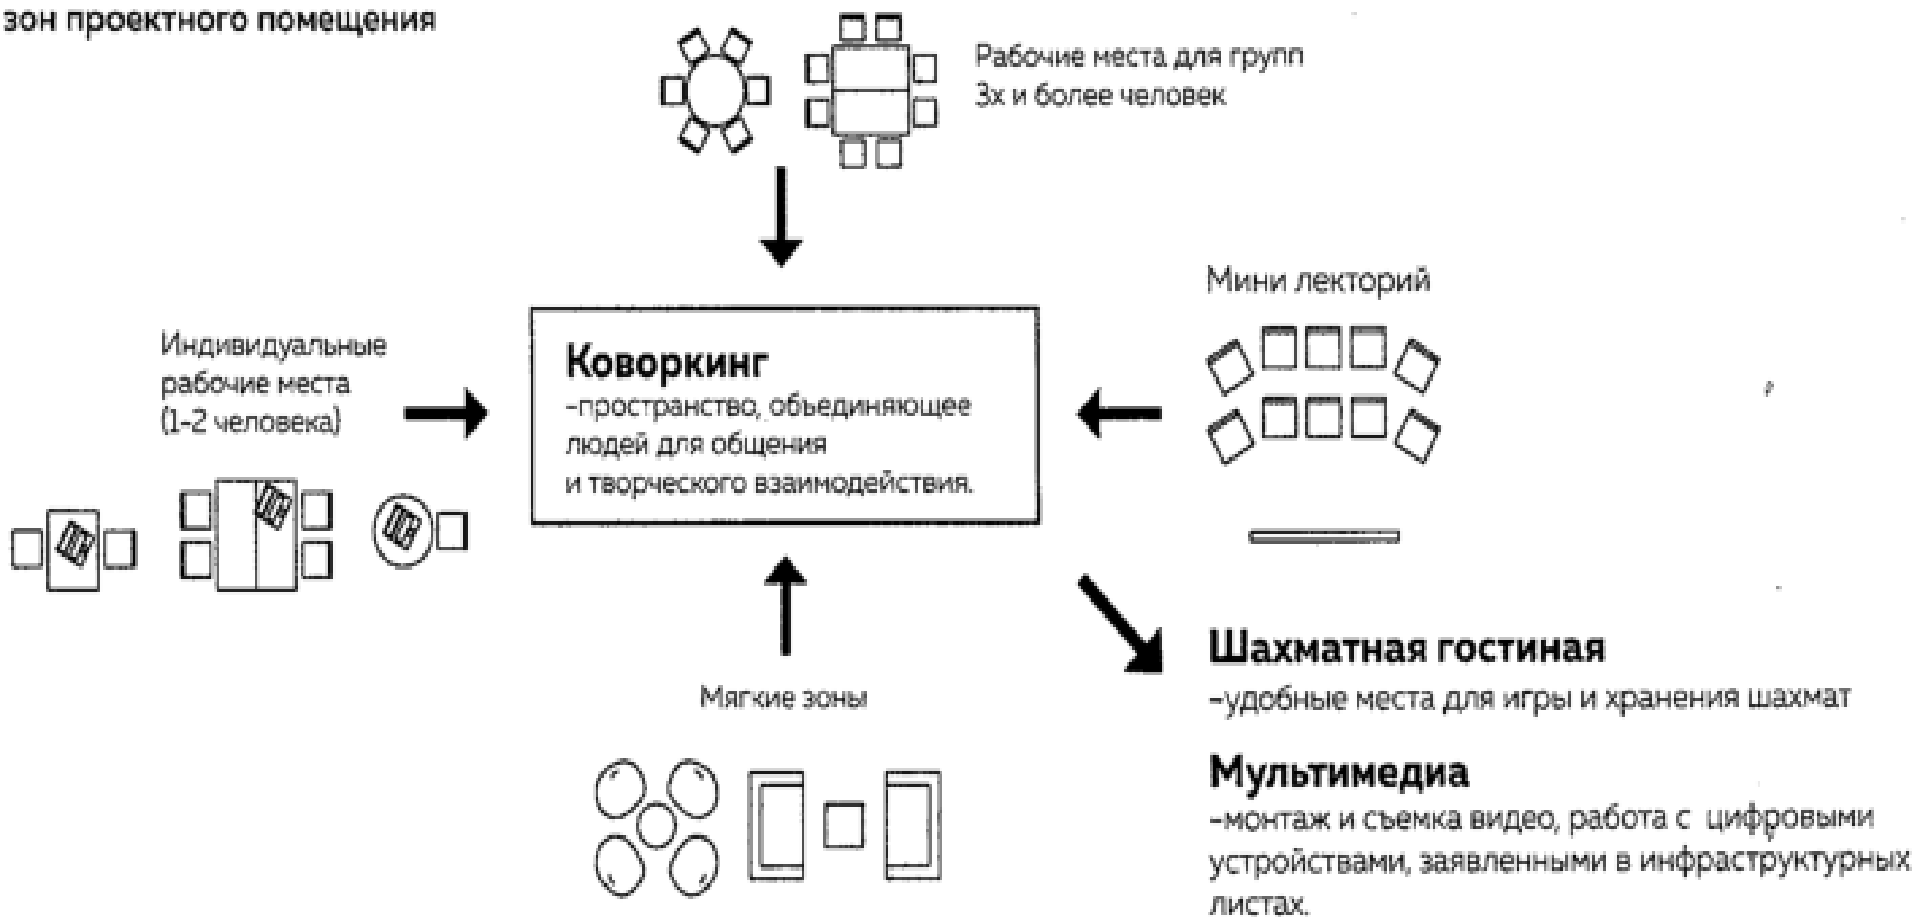 зон проектного помещения
Рабочие места для групп
3х и более человек
Мини лекторий
Индивидуальные
рабочие места
(1-2 человека)
Коворкинг
-пространство, объединяющее
людей для общения
и творческого взаимодействия.
Мягкие зоны
Шахматная гостиная
-удобные места для игры и хранения шахмат
Мультимедиа
-монтаж и съемка видео, работа с цифровыми
устройствами, заявленными в инфраструктурных
листах.